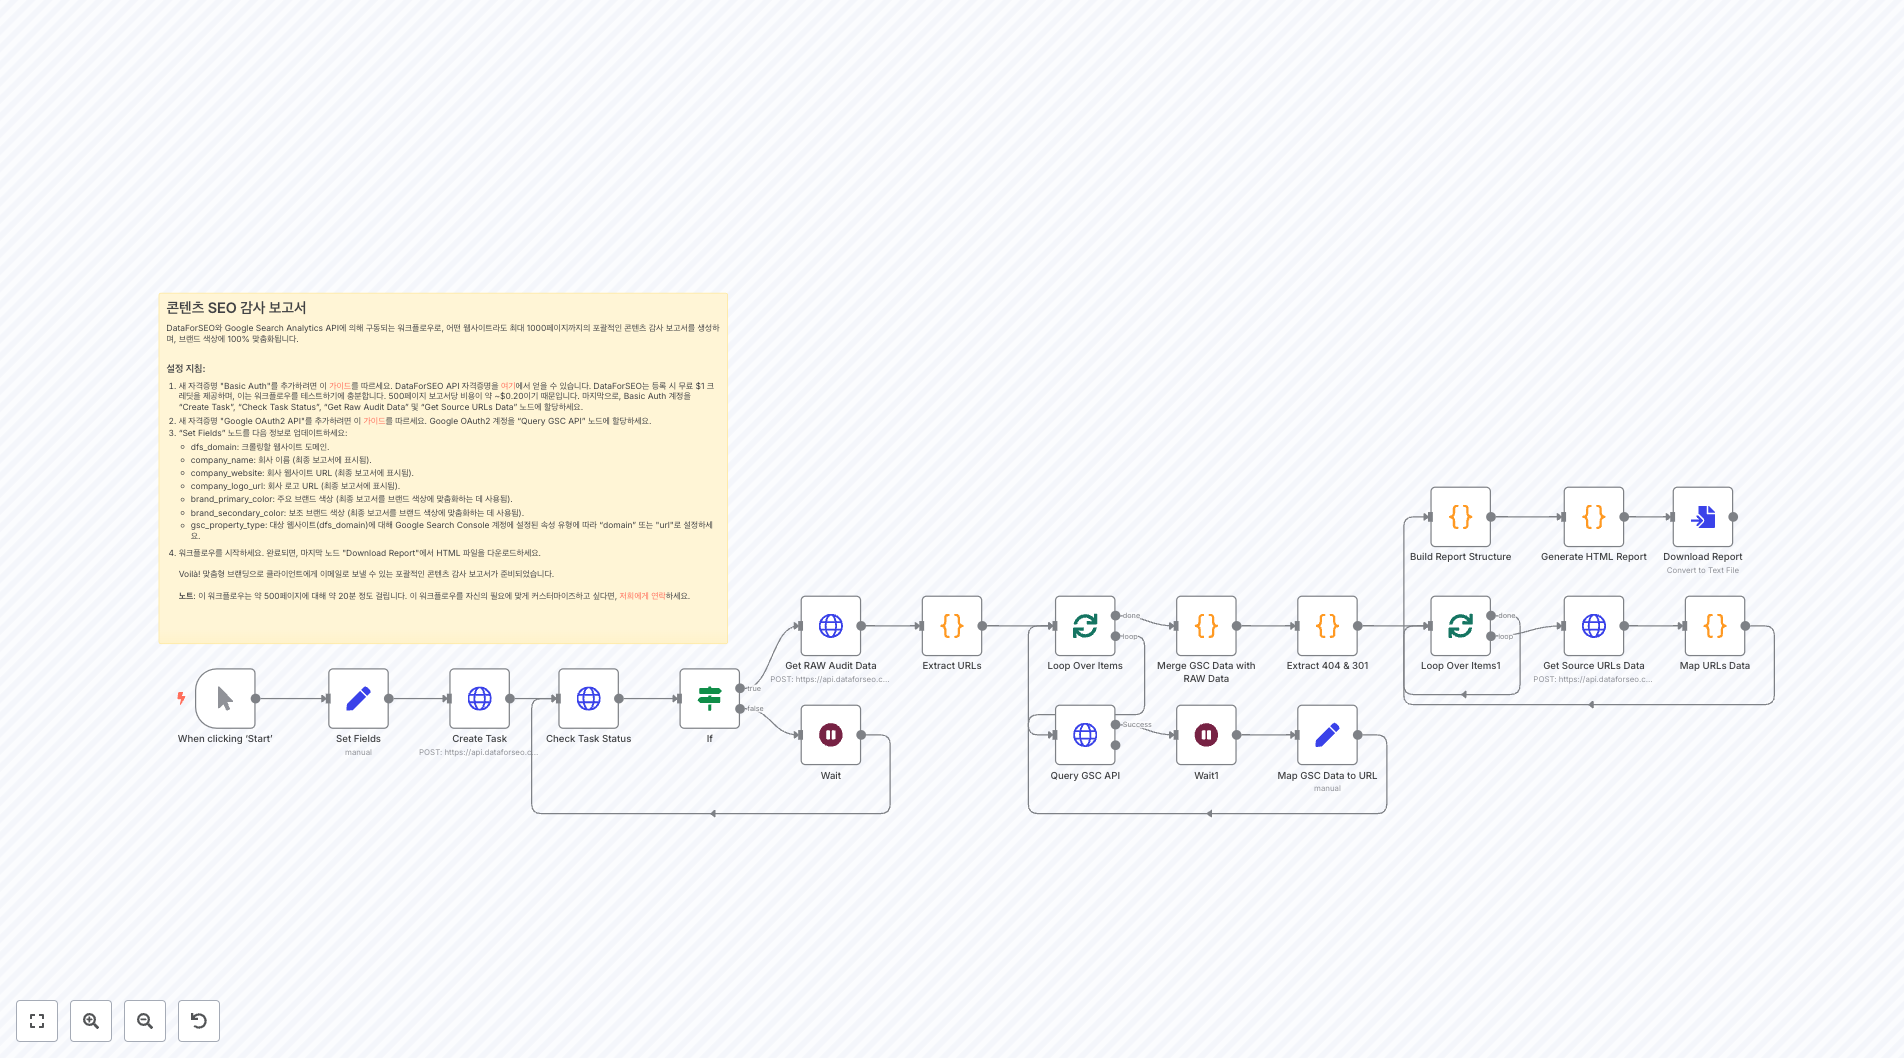 콘텐츠 SEO 감사 보고서
DataForSEO와 Google Search Analytics API에 의해 구동되는 워크플로우로, 어떤 웹사이트라도 최대 1000페이지까지의 포괄적인 콘텐츠 감사 보고서를 생성하
며, 브랜드 색상에 100% 맞춤화됩니다.
설정 지침:
1. 새 자격증명 "Basic Auth"를 추가하려면 이 가이드를 따르세요. DataForSEO API 자격증명을 여기에서 얻을 수 있습니다. DataForSEO는 등록 시 무료 $1 크
레딧을 제공하며, 이는 워크플로우를 테스트하기에 충분합니다. 500페이지 보고서당 비용이 약 ~$0.20이기 때문입니다. 마지막으로, Basic Auth 계정을
“Create Task”, “Check Task Status”, “Get Raw Audit Data” 및 “Get Source URLs Data” 노드에 할당하세요.
2. 새 자격증명 "Google OAuth2 API"를 추가하려면 이 가이드를 따르세요. Google OAuth2 계정을 “Query GSC API” 노드에 할당하세요.
3. “Set Fields” 노드를 다음 정보로 업데이트하세요:
dfs_domain: 크롤링할 웹사이트 도메인.
company_name: 회사 이름 (최종 보고서에 표시됨).
company_website: 회사 웹사이트 URL (최종 보고서에 표시됨).
company_logo_url: 회사 로고 URL (최종 보고서에 표시됨).
brand_primary_color: 주요 브랜드 색상 (최종 보고서를 브랜드 색상에 맞춤화하는 데 사용됨).
brand_secondary_color: 보조 브랜드 색상 (최종 보고서를 브랜드 색상에 맞춤화하는 데 사용됨).
gsc_property_type: 대상 웹사이트(dfs_domain)에 대해 Google Search Console 계정에 설정된 속성 유형에 따라 “domain” 또는 “url”로 설정하세
요.
4. 워크플로우를 시작하세요. 완료되면, 마지막 노드 "Download Report"에서 HTML 파일을 다운로드하세요.
Voilà! 맞춤형 브랜딩으로 클라이언트에게 이메일로 보낼 수 있는 포괄적인 콘텐츠 감사 보고서가 준비되었습니다.
노트: 이 워크플로우는 약 500페이지에 대해 약 20분 정도 걸립니다. 이 워크플로우를 자신의 필요에 맞게 커스터마이즈하고 싶다면, 저희에게 연락하세요.
Build Report Structure
Generate HTML Report
Download Report
Convert to Text File
done
done
loop
loop
Get RAW Audit Data
POST: https://api.dataforseo.c...
Extract URLs
Loop Over Items
Merge GSC Data with
RAW Data
Extract 404 & 301
Loop Over Items1
Get Source URLs Data
POST: https://api.dataforseo.c...
Map URLs Data
true
false
Success
When clicking ‘Start’
Set Fields
manual
Create Task
POST: https://api.dataforseo.c...
Check Task Status
If
Wait
Query GSC API
Wait1
Map GSC Data to URL
manual